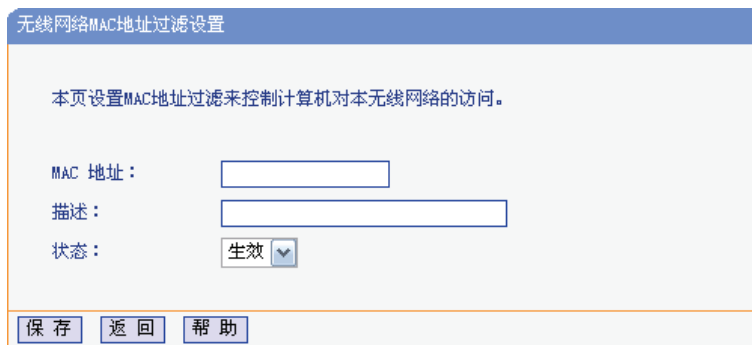 无线网络MAC地址过滤设置
本页设置MAC地址过滤来控制计算机对本无线网络的访问。
MAC 地址：
描述：
状态： 生效
保 存 返 回 帮 助